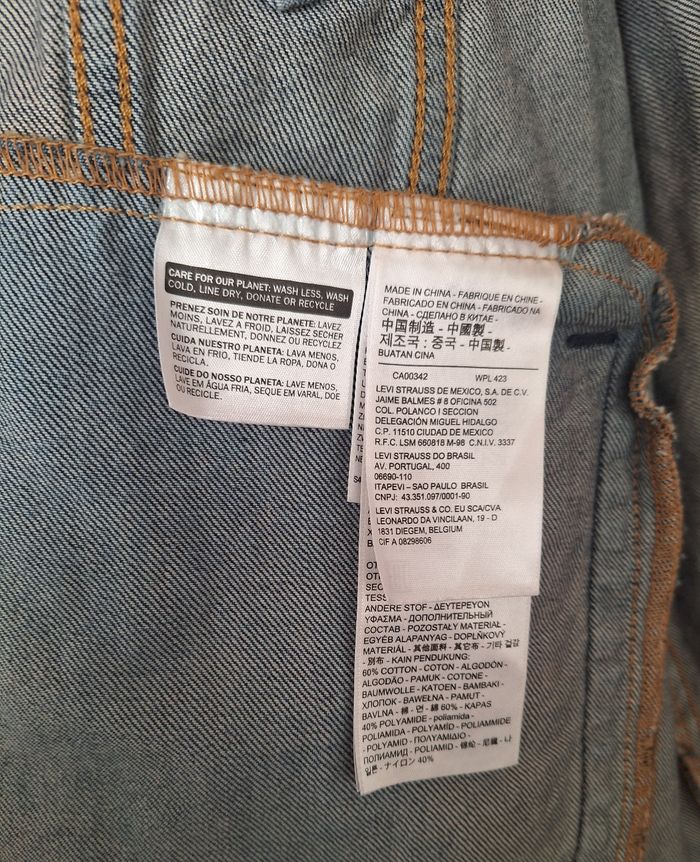 CARE FOR OUR PLANET: WASH LESS, WASH
COLD, LINE DRY, DONATE OR RECYCLE
PRENEZ SOIN DE NOTRE PLANETE: LAVEZ
MOINS, LAVEZ A FROID, LAISSEZ SECHER
NATURELLEMENT, DONNEZ OU RECYCLEZ
CUIDA NUESTRO PLANETA: LAVA MENOS,
LAVA EN FRIO, TIENDE LA ROPA, DONA O
RECICLA.
CUIDE DO NOSSO PLANETA: LAVE MENOS,
LAVE EM ÁGUA FRIA, SEQUE EM VARAL, DOE
OU RECICLE.
MADE IN CHINA - FABRIQUE EN CHINE -
FABRICADO EN CHINA - FABRICADO NA
CHINA - СДЕЛАНО В КИТАЕ -
中国制造 - 中國製 -
제조국 : 중국 - 中国製 -
BUATAN CINA
CA00342 WPL 423
LEVI STRAUSS DE MEXICO, S.A. DE C.V.
JAIME BALMES # 8 OFICINA 502
COL. POLANCO I SECCION
DELEGACIÓN MIGUEL HIDALGO
C.P. 11510 CIUDAD DE MEXICO
R.F.C. LSM 660818 M-98 C.N.I.V. 3337
LEVI STRAUSS DO BRASIL
AV. PORTUGAL, 400
06690-110
ITAPEVI – SAO PAULO BRASIL
CNPJ: 43.351.097/0001-90
LEVI STRAUSS & CO. EU SCA/CVA
LEONARDO DA VINCILAAN, 19 - D
1831 DIEGEM, BELGIUM
CIF A 08298606
OT
OTI
SEC
TESS
ANDERE STOF - ΔΕΥΤΕΡΕΥΟΝ
ΥΦΑΣΜΑ - ДОПОЛНИТЕЛЬНЫЙ
СОСТАВ - POZOSTAŁY MATERIAŁ -
EGYÉB ALAPANYAG - DOPLŇKOVÝ
MATERIÁL - 其他面料 - 其它布 - 기타 겉감
- 別布 - KAIN PENDUKUNG:
60% COTTON - COTON - ALGODÓN -
ALGODÃO - PAMUK - COTONE -
BAUMWOLLE - KATOEN - ΒΑΜΒΑΚΙ -
ХЛОПОК - BAWEŁNA - PAMUT -
BAVLNA - 棉 - 면 - 綿 60% - KAPAS
40% POLYAMIDE - poliamida -
POLIAMIDA - POLYAMİD - POLIAMMIDE
- POLYAMID - ΠΟΛΥΑΜΙΔΙΟ -
ПОЛИАМИД - POLIAMID - 锦纶 - 尼龍 - 나
일론 - ナイロン 40%